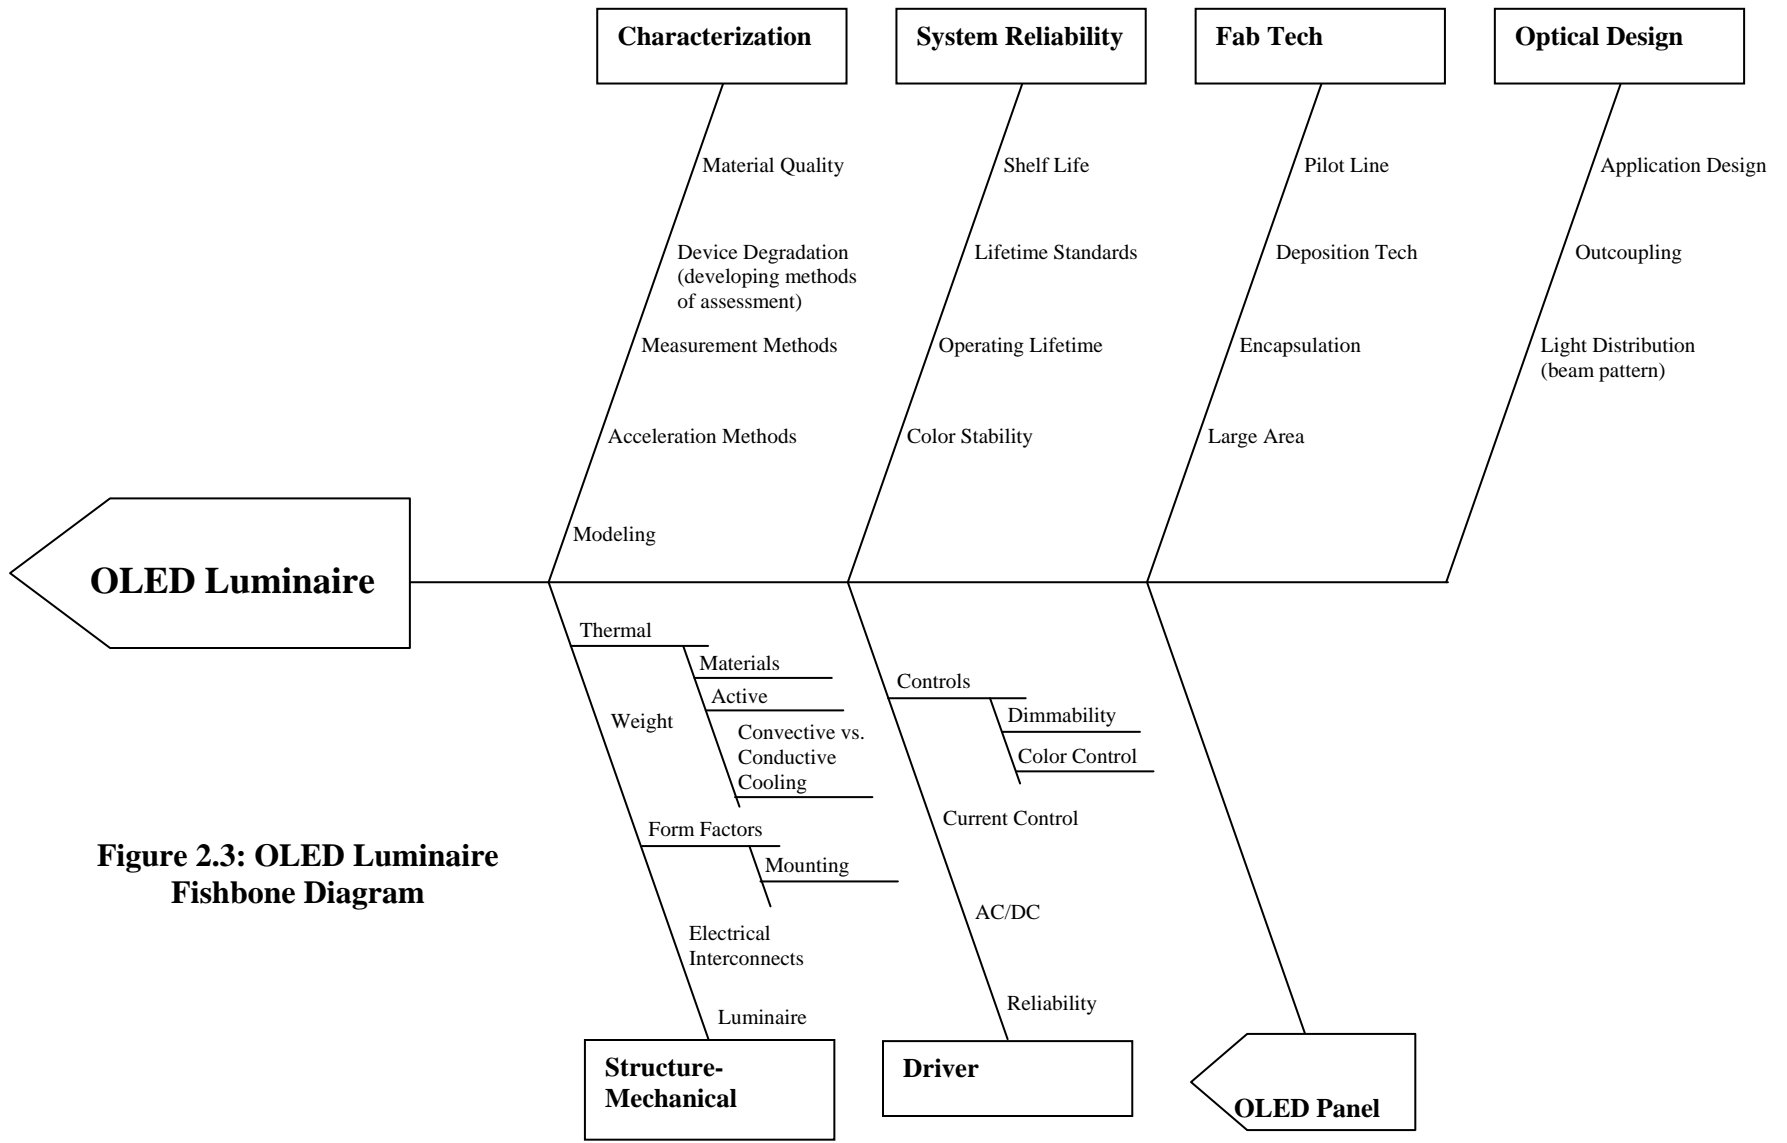 Characterization
System Reliability
Fab Tech
Optical Design
Material Quality
Shelf Life
Pilot Line
Application Design
Device Degradation
(developing methods
of assessment)
Lifetime Standards
Deposition Tech
Outcoupling
Measurement Methods
Operating Lifetime
Encapsulation
Light Distribution
(beam pattern)
Acceleration Methods
Color Stability
Large Area
Modeling
OLED Luminaire
Thermal
Materials
Active
Weight
Convective vs.
Conductive
Cooling
Form Factors
Mounting
Electrical
Interconnects
Luminaire
Structure-
Mechanical
Controls
Dimmability
Color Control
Current Control
AC/DC
Reliability
Driver
OLED Panel
Figure 2.3: OLED Luminaire
Fishbone Diagram